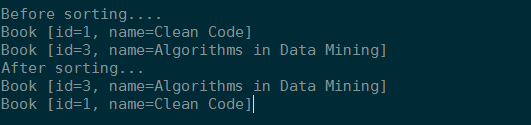 Before sorting....
Book [id=1, name=Clean Code]
Book [id=3, name=Algorithms in Data Mining]
After sorting...
Book [id=3, name=Algorithms in Data Mining]
Book [id=1, name=Clean Code]